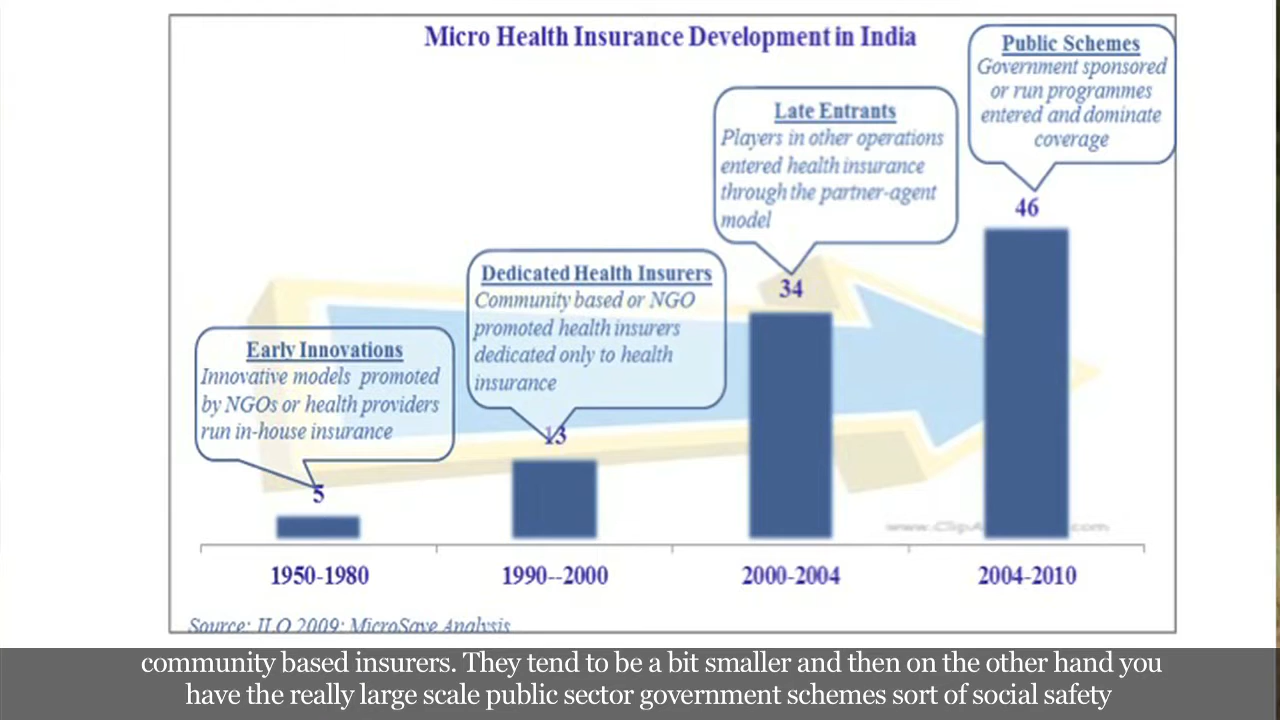 Micro Health Insurance Development in India
Public Schemes
Government sponsored
or run programmes
entered and dominate
coverage
46
Late Entrants
Players in other operations
entered health insurance
through the partner-agent
model
34
Dedicated Health Insurers
Community based or NGO
promoted health insurers
dedicated only to health
insurance
13
Early Innovations
Innovative models promoted
by NGOs or health providers
run in-house insurance
5
1950-1980
1990--2000
2000-2004
2004-2010
Source: ILO 2009; MicroSave Analysis
community based insurers. They tend to be a bit smaller and then on the other hand you
have the really large scale public sector government schemes sort of social safety